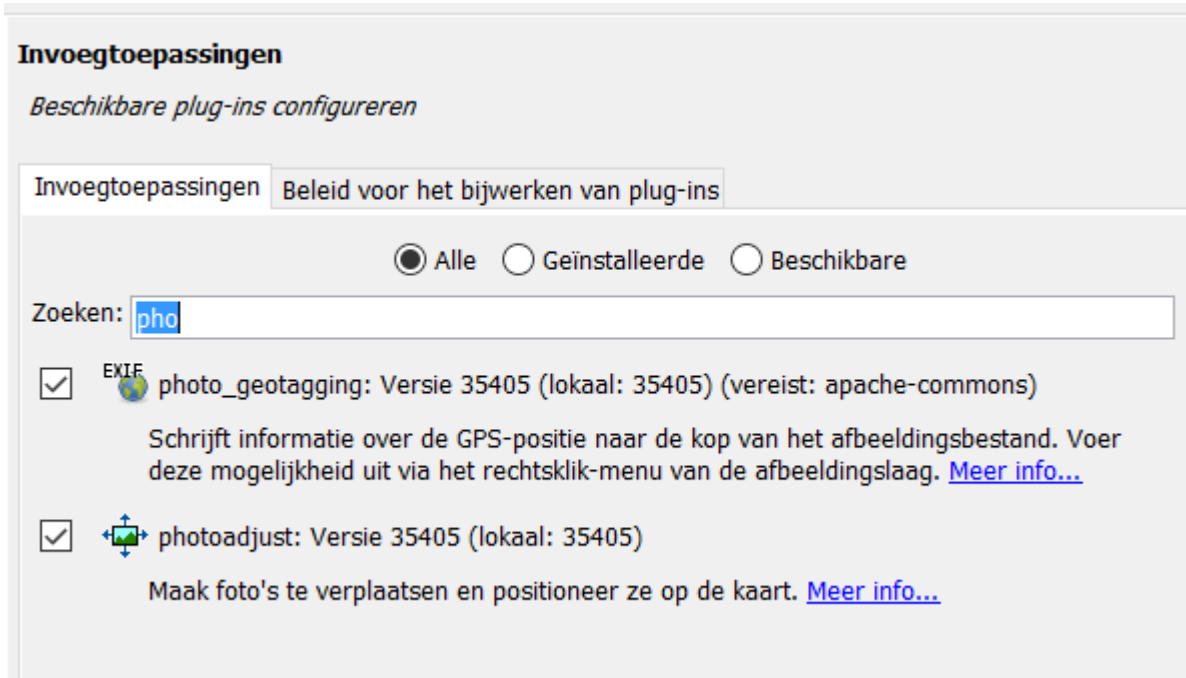 Invoegtoepassingen
Beschikbare plug-ins configureren
Invoegtoepassingen Beleid voor het bijwerken van plug-ins
Alle Geïnstalleerde Beschikbare
Zoeken: pho
EXIF photo_geotagging: Versie 35405 (lokaal: 35405) (vereist: apache-commons)
Schrijft informatie over de GPS-positie naar de kop van het afbeeldingsbestand. Voer
deze mogelijkheid uit via het rechtsklik-menu van de afbeeldingslaag. Meer info...
photoadjust: Versie 35405 (lokaal: 35405)
Maak foto's te verplaatsen en positioneer ze op de kaart. Meer info...